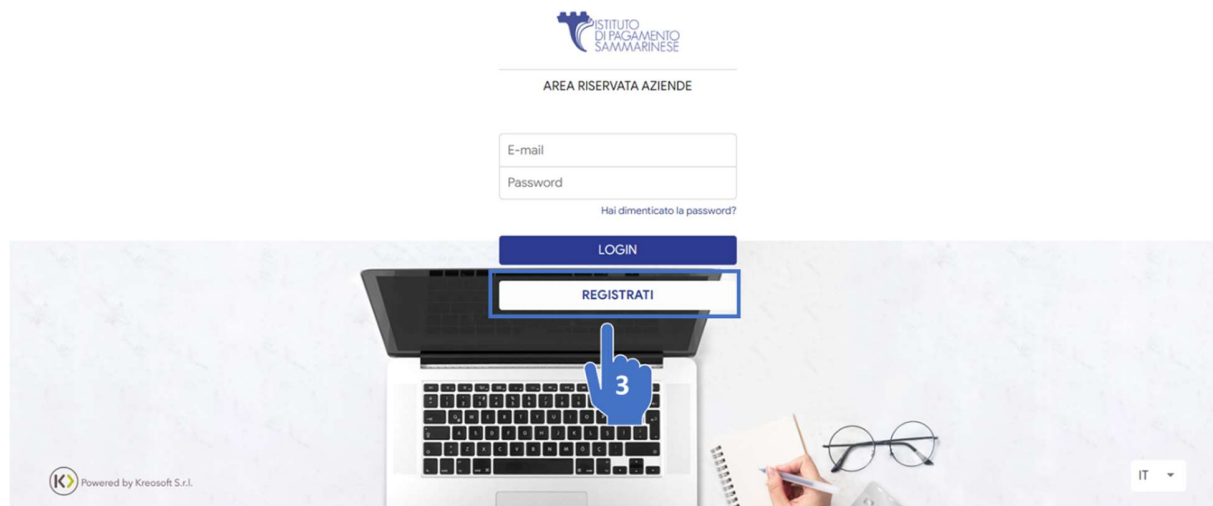 ISTITUTO
DI PAGAMENTO
SAMMARINESE
AREA RISERVATA AZIENDE
E-mail
Password
Hai dimenticato la password?
LOGIN
REGISTRATI
3
Powered by Kreosoft S.r.l.
IT